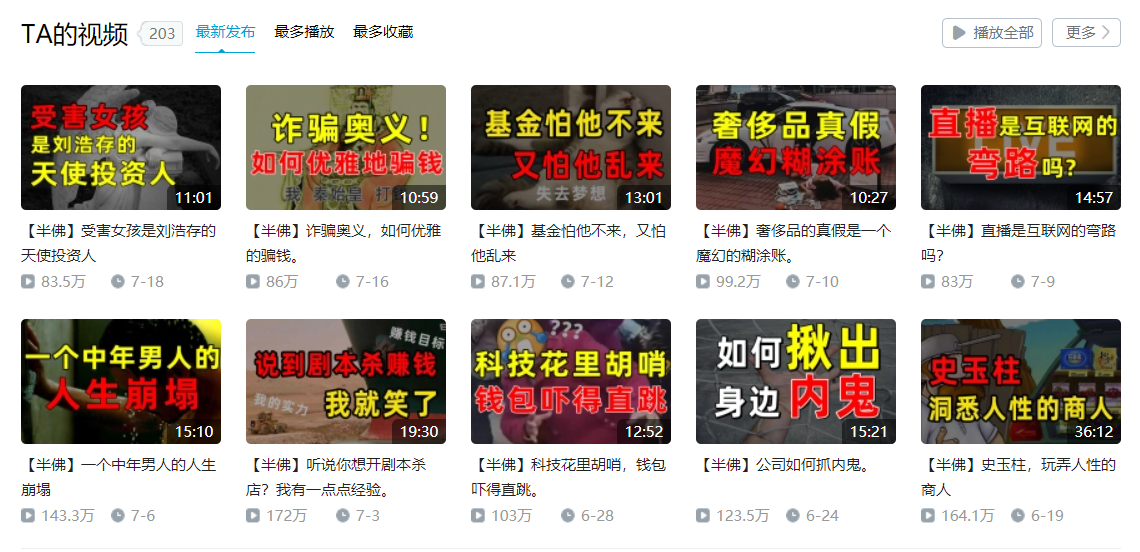 TA的视频 203 最新发布 最多播放 最多收藏 播放全部 更多
受害女孩
是刘浩存的
天使投资人
11:01
诈骗奥义！
如何优雅地骗钱
我 秦始皇 打
10:59
基金怕他不来
又怕他乱来
失去梦想
13:01
奢侈品真假
魔幻糊涂账
10:27
直播是互联网的
弯路吗?
LIVE
14:57
【半佛】受害女孩是刘浩存的
天使投资人
83.5万 7-18
【半佛】诈骗奥义，如何优雅
的骗钱。
86万 7-16
【半佛】基金怕他不来，又怕
他乱来
87.1万 7-12
【半佛】奢侈品的真假是一个
魔幻的糊涂账。
99.2万 7-10
【半佛】直播是互联网的弯路
吗?
83万 7-9
一个中年男人的
人生崩塌
15:10
赚钱目标
说到剧本杀赚钱
我的实力
我就笑了
19:30
???
科技花里胡哨
钱包吓得直跳
12:52
如何揪出
身边内鬼
15:21
史玉柱
洞悉人性的商人
36:12
【半佛】一个中年男人的人生
崩塌
143.3万 7-6
【半佛】听说你想开剧本杀
店？我有一点点经验。
172万 7-3
【半佛】科技花里胡哨，钱包
吓得直跳。
103万 6-28
【半佛】公司如何抓内鬼。
123.5万 6-24
【半佛】史玉柱，玩弄人性的
商人
164.1万 6-19